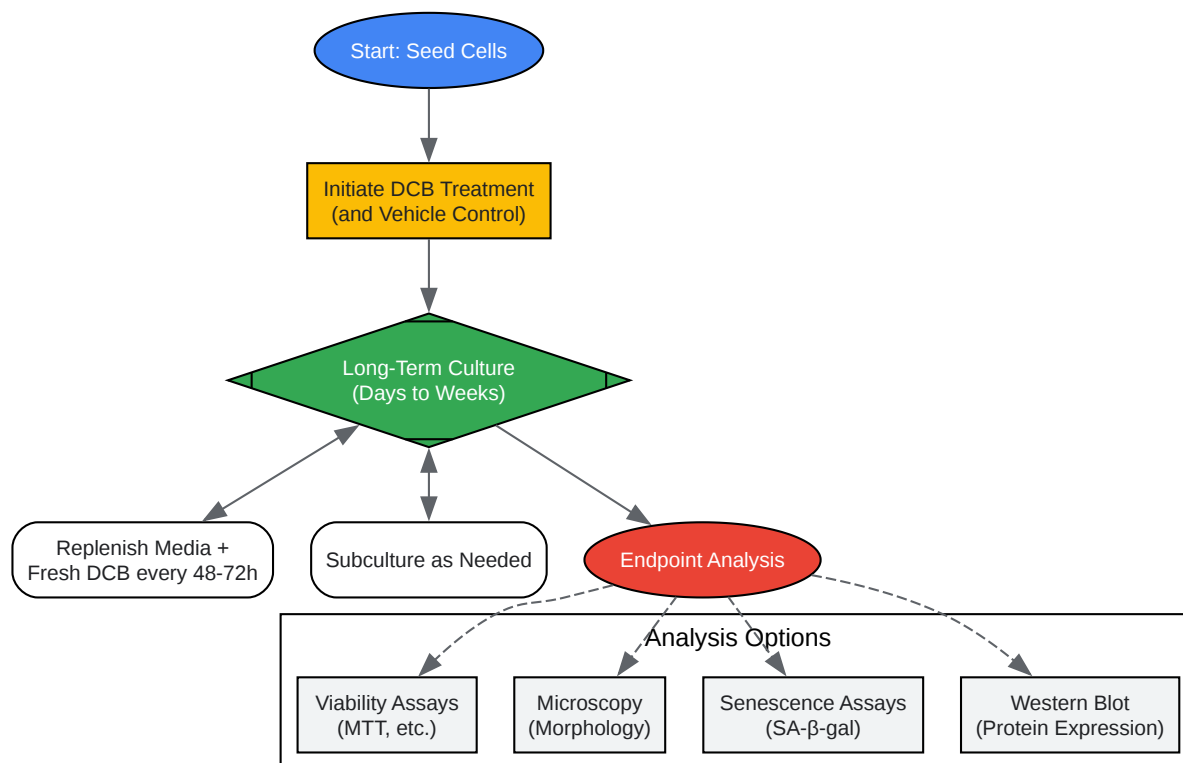 Start: Seed Cells
Initiate DCB Treatment
(and Vehicle Control)
Long-Term Culture
(Days to Weeks)
Replenish Media +
Fresh DCB every 48-72h
Subculture as Needed
Endpoint Analysis
Analysis Options
Viability Assays
(MTT, etc.)
Microscopy
(Morphology)
Senescence Assays
(SA-β-gal)
Western Blot
(Protein Expression)